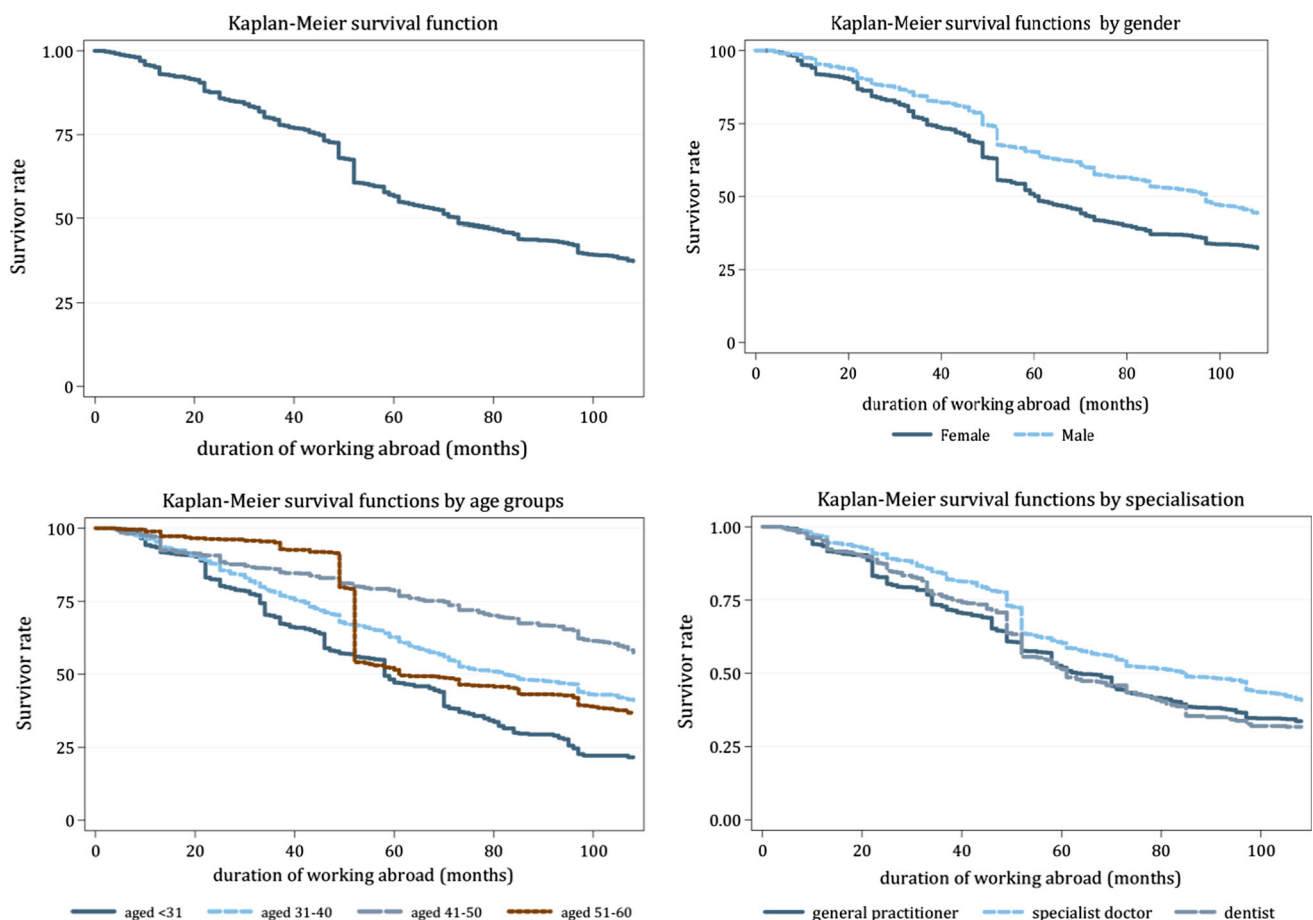 Kaplan-Meier survival function
1.00
75
50
25
0
Survivor rate
0 20 40 60 80 100
duration of working abroad (months)
Kaplan-Meier survival functions by gender
100
75
50
25
0
Survivor rate
0 20 40 60 80 100
duration of working abroad (months)
Female Male
Kaplan-Meier survival functions by age groups
100
75
50
25
0
Survivor rate
0 20 40 60 80 100
duration of working abroad (months)
aged <31 aged 31-40 aged 41-50 aged 51-60
Kaplan-Meier survival functions by specialisation
1.00
0.75
0.50
0.25
0.00
Survivor rate
0 20 40 60 80 100
duration of working abroad (months)
general practitioner specialist doctor dentist